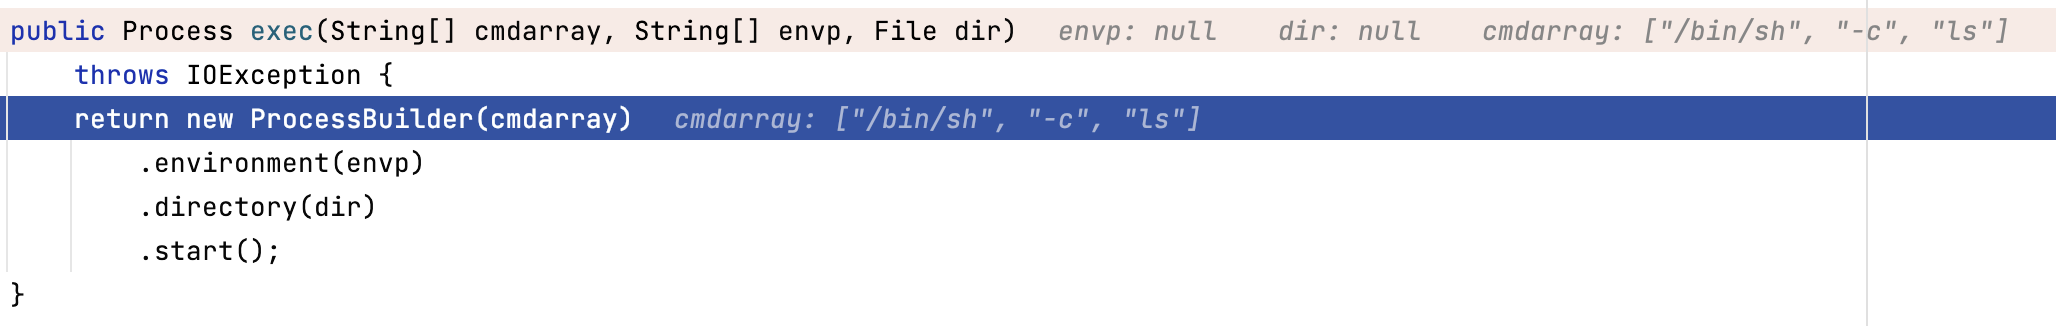 public Process exec(String[] cmdarray, String[] envp, File dir)   envp: null    dir: null    cmdarray: ["/bin/sh", "-c", "ls"]
    throws IOException {
    return new ProcessBuilder(cmdarray)   cmdarray: ["/bin/sh", "-c", "ls"]
        .environment(envp)
        .directory(dir)
        .start();
}